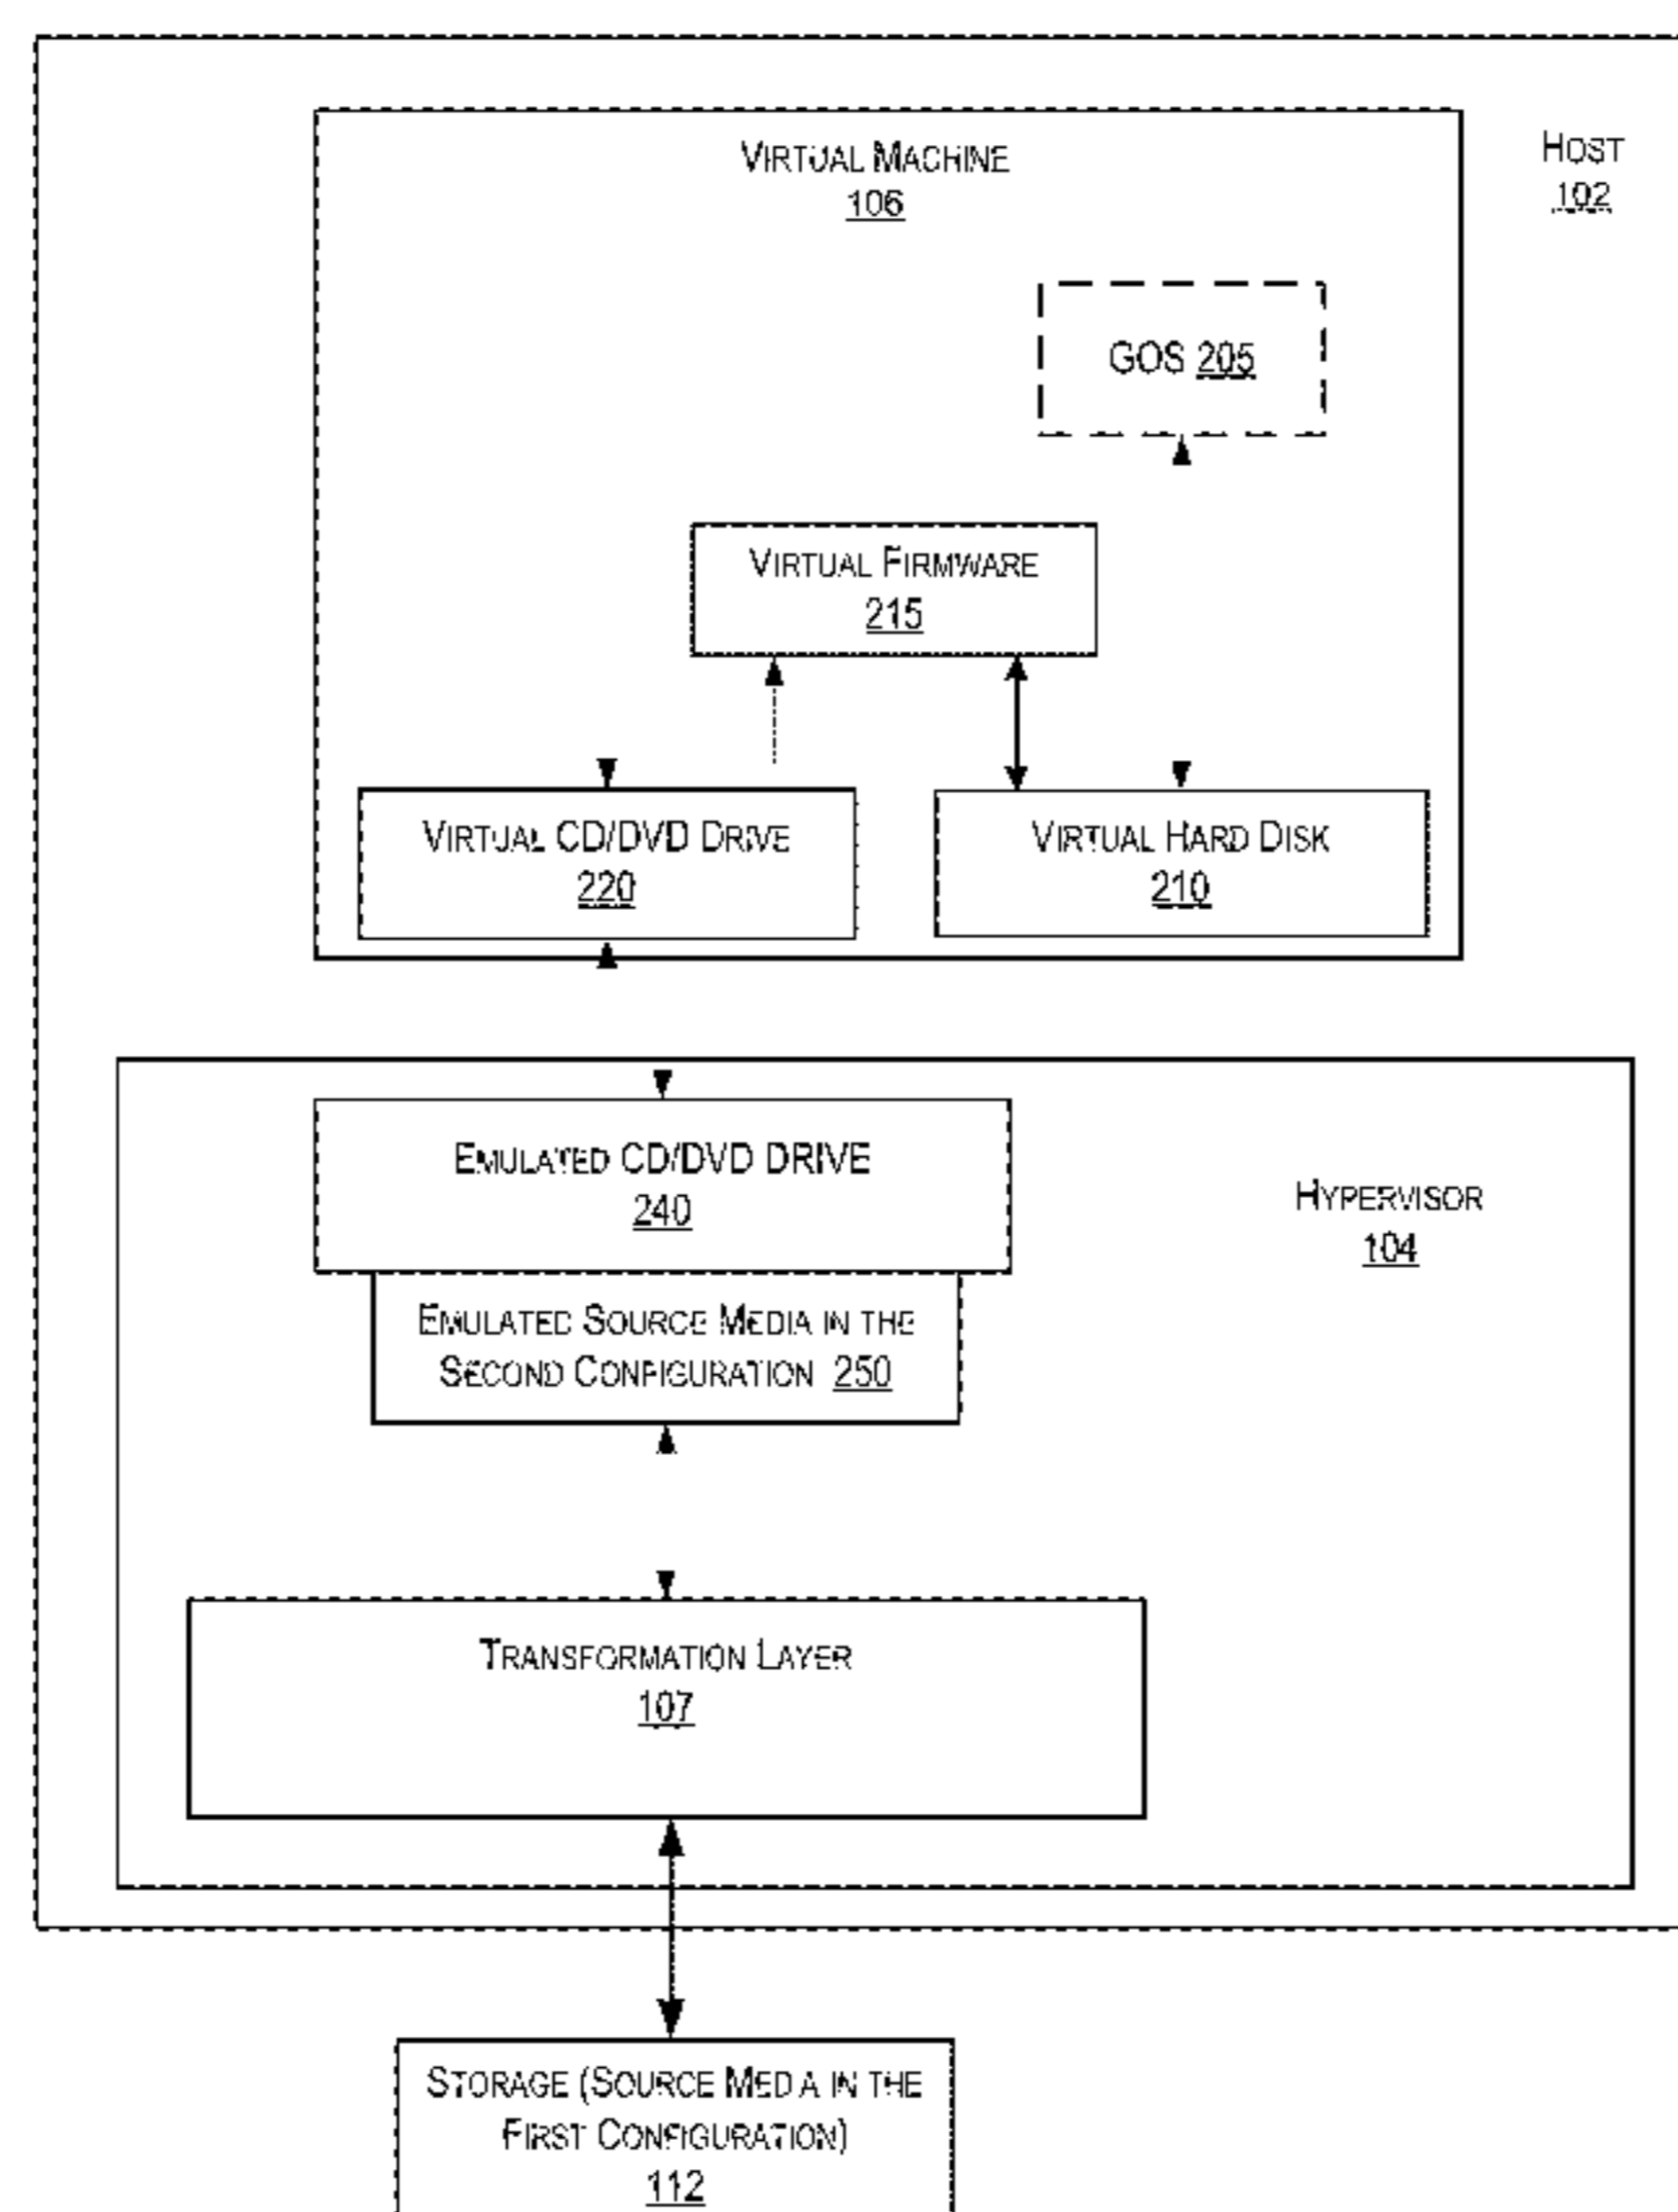 VIRTUAL MACHINE
106
HOST
102
GOS 205
VIRTUAL FIRMWARE
215
VIRTUAL CD/DVD DRIVE
220
VIRTUAL HARD DISK
210
EMULATED CD/DVD DRIVE
240
HYPERVISOR
104
EMULATED SOURCE MEDIA IN THE
SECOND CONFIGURATION 250
TRANSFORMATION LAYER
107
STORAGE (SOURCE MEDIA IN THE
FIRST CONFIGURATION)
112